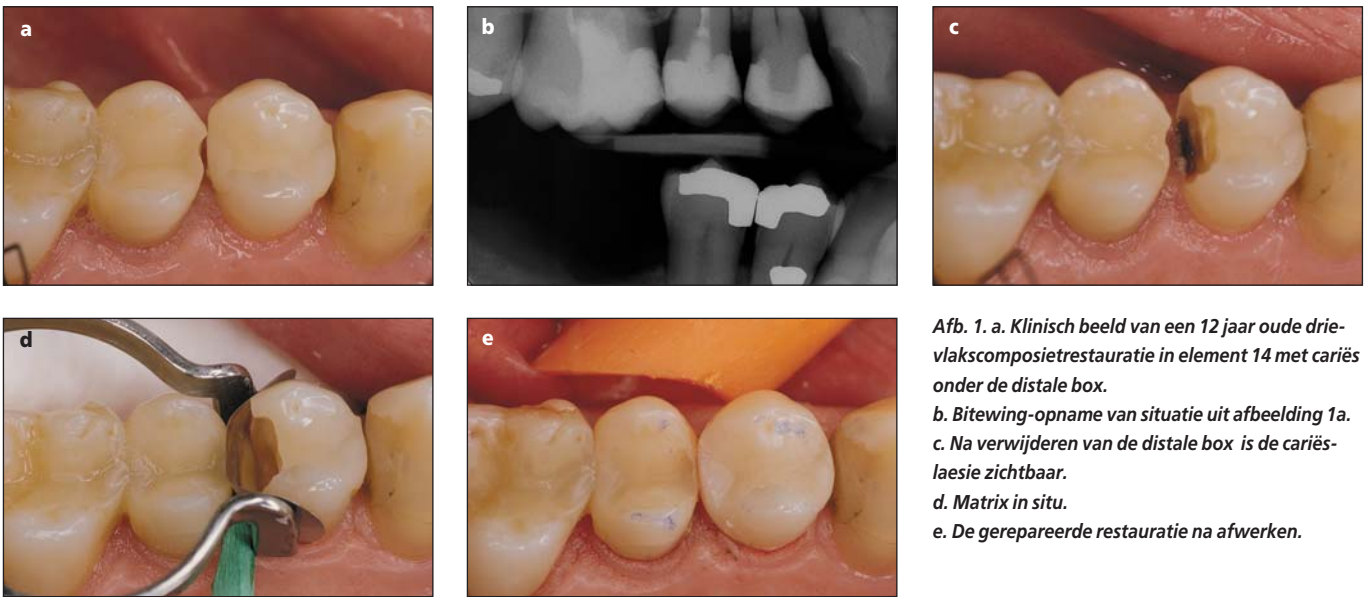 a
b
c
d
e
Afb. 1. a. Klinisch beeld van een 12 jaar oude drie-
vlakscomposietrestauratie in element 14 met cariës
onder de distale box.
b. Bitewing-opname van situatie uit afbeelding 1a.
c. Na verwijderen van de distale box is de cariës-
laesie zichtbaar.
d. Matrix in situ.
e. De gerepareerde restauratie na afwerken.